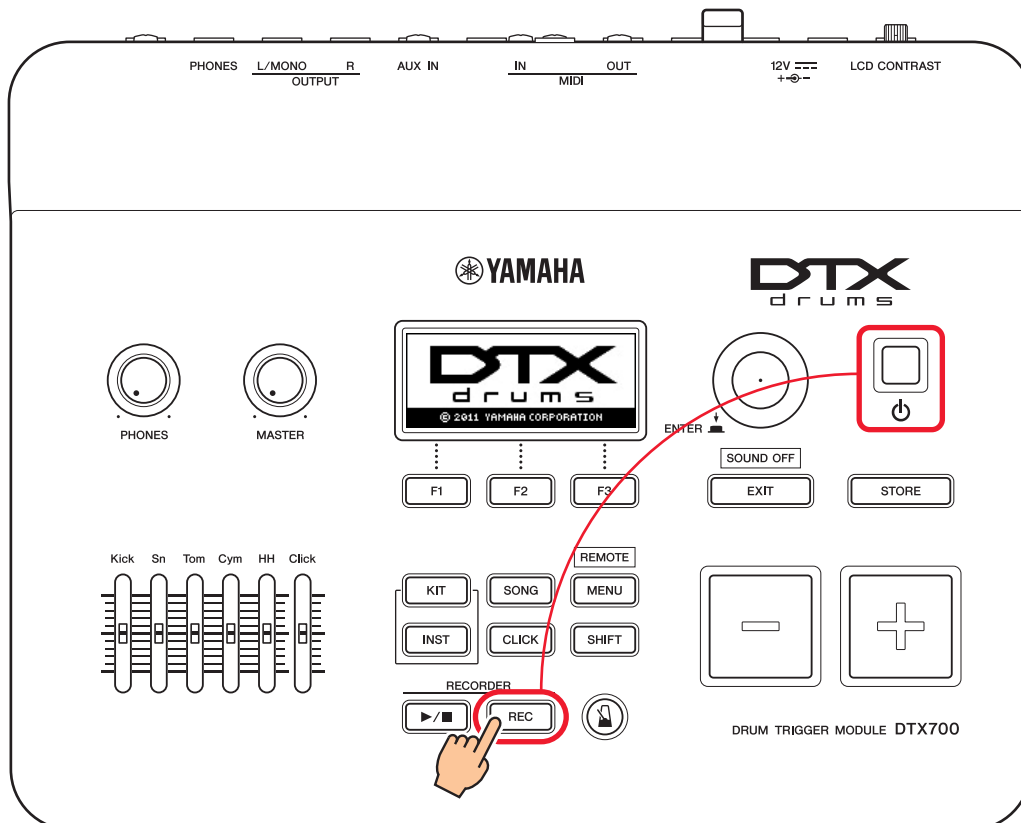 PHONES L/MONO R AUX IN IN OUT 12V LCD CONTRAST
OUTPUT MIDI + -
YAMAHA DTX
drums
DTX
drums
© 2011 YAMAHA CORPORATION
PHONES MASTER
ENTER
SOUND OFF
F1 F2 F3 EXIT STORE
Kick Sn Tom Cym HH Click
REMOTE
KIT SONG MENU
INST CLICK SHIFT
RECORDER
▶/■ REC
DRUM TRIGGER MODULE DTX700